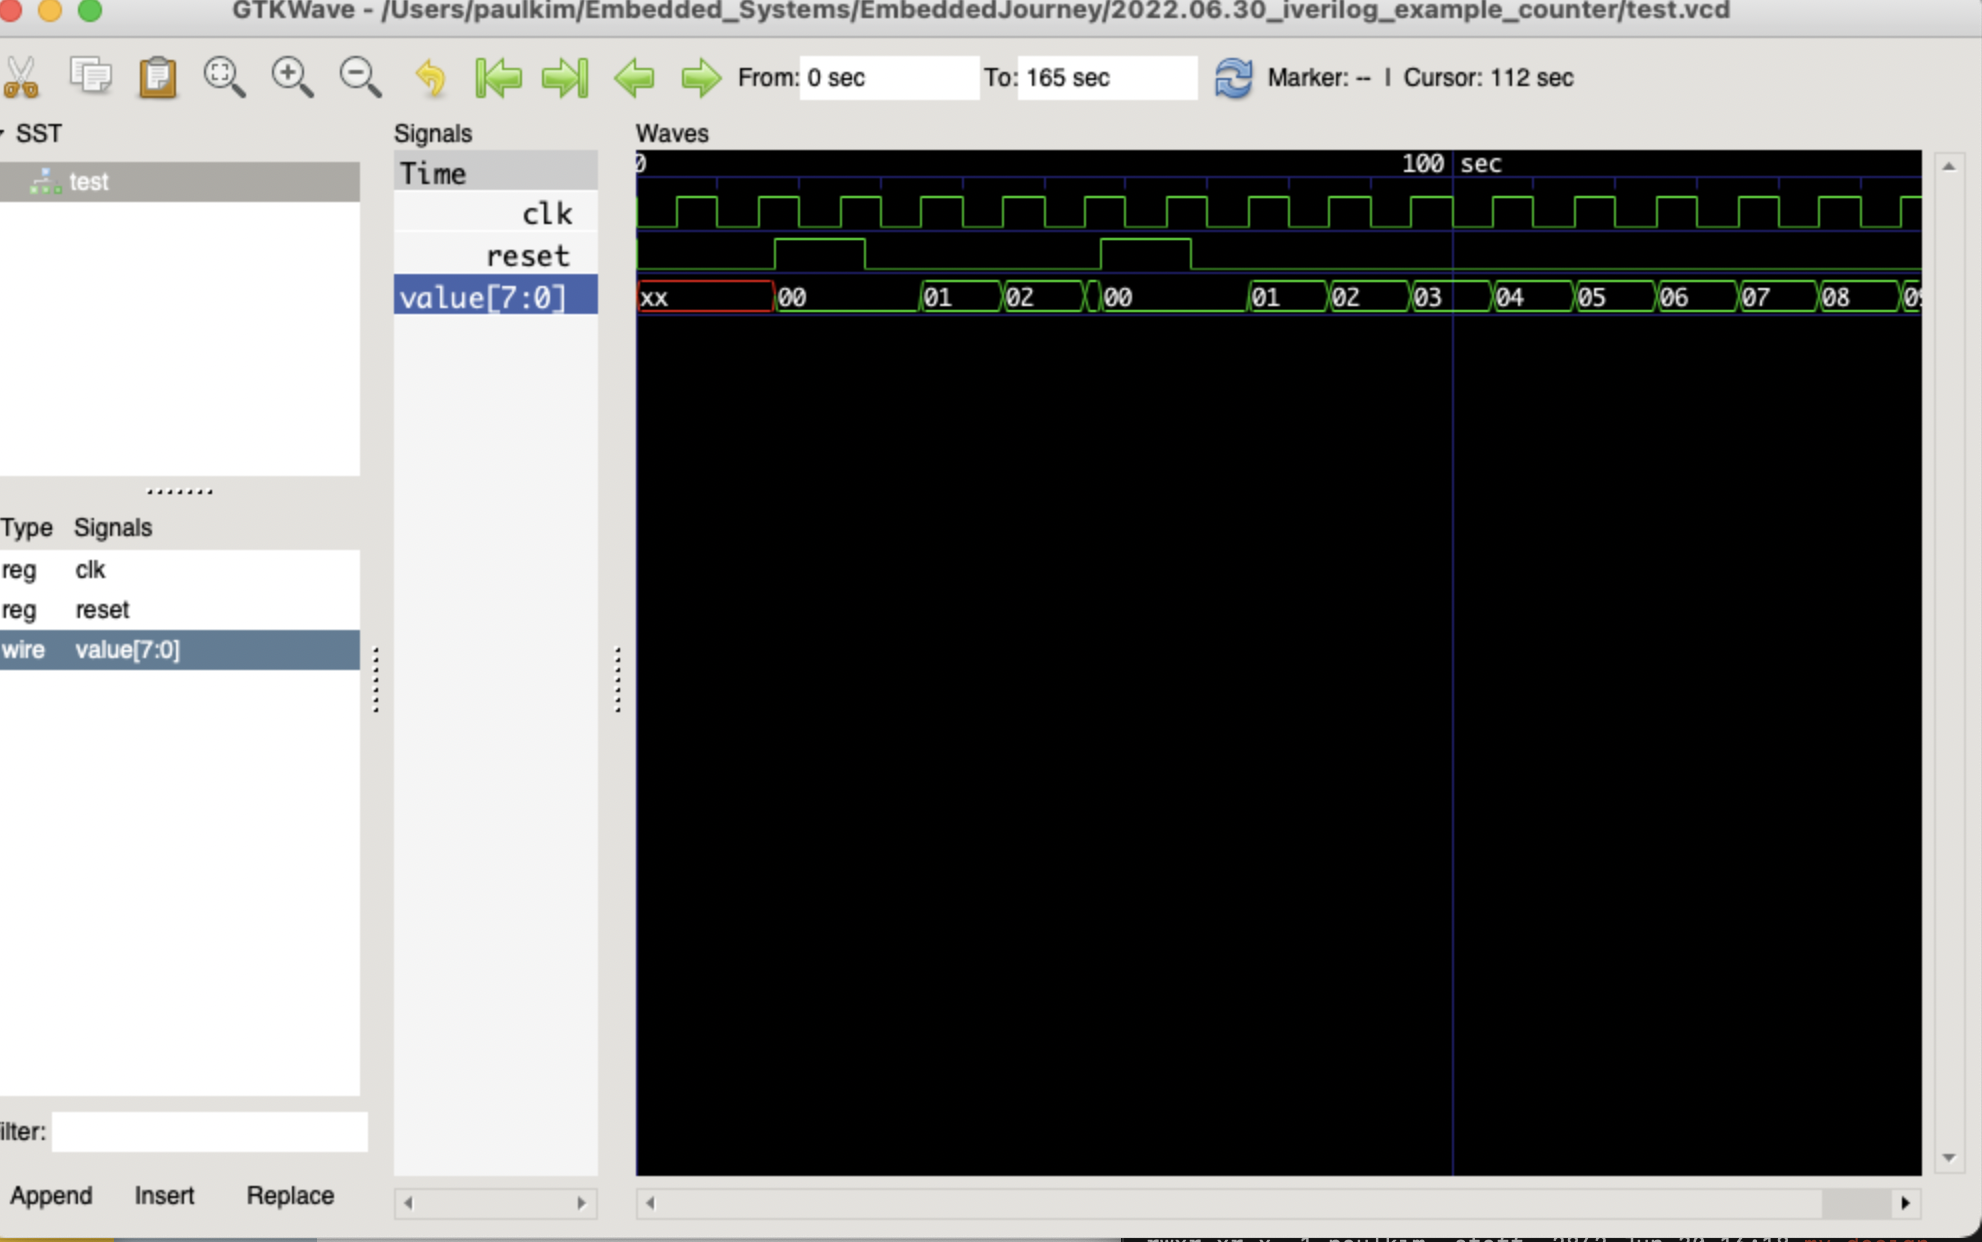 GTKWave - /Users/paulkim/Embedded_Systems/EmbeddedJourney/2022.06.30_iverilog_example_counter/test.vcd
From: 0 sec To: 165 sec Marker: -- | Cursor: 112 sec
SST
test
Type Signals
reg clk
reg reset
wire value[7:0]
ilter:
Append Insert Replace
Signals
Time
clk
reset
value[7:0]
Waves
0 100 sec
xx 00 01 02 00 01 02 03 04 05 06 07 08 09